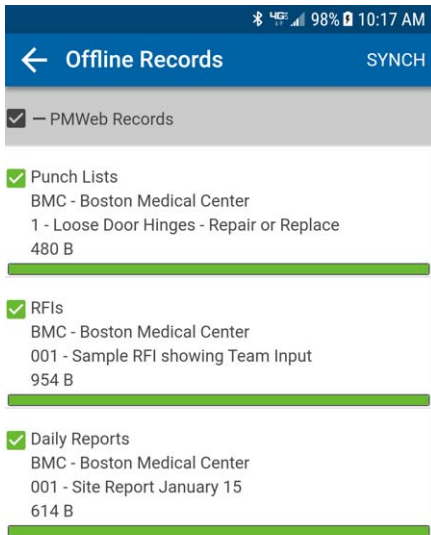 4GE 98% 10:17 AM
Offline Records SYNCH
PMWeb Records
Punch Lists
BMC - Boston Medical Center
1 - Loose Door Hinges - Repair or Replace
480 B
RFIs
BMC - Boston Medical Center
001 - Sample RFI showing Team Input
954 B
Daily Reports
BMC - Boston Medical Center
001 - Site Report January 15
614 B